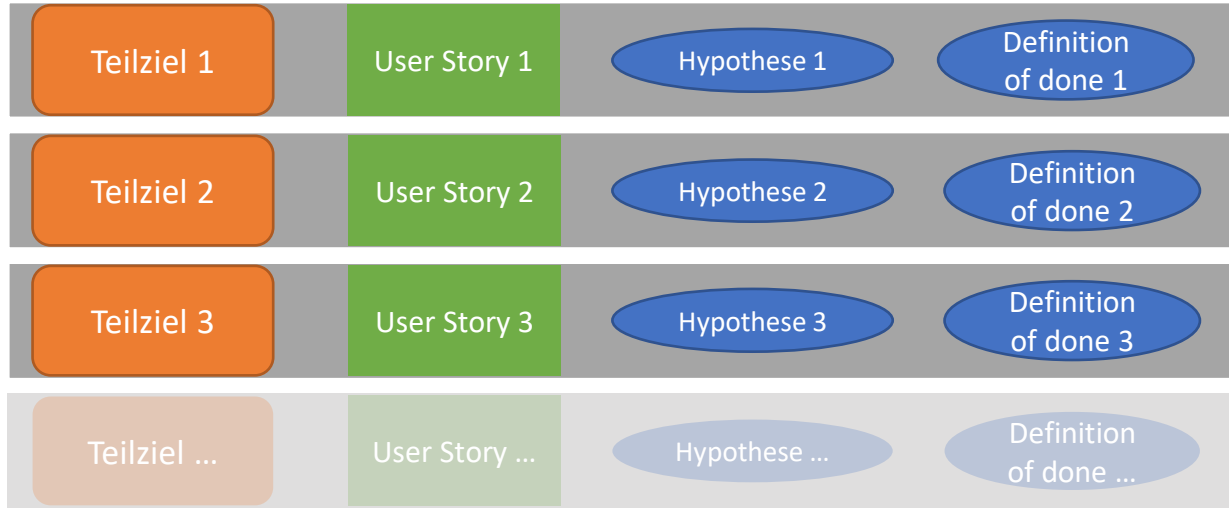 Teilziel 1
User Story 1
Hypothese 1
Definition
of done 1
Teilziel 2
User Story 2
Hypothese 2
Definition
of done 2
Teilziel 3
User Story 3
Hypothese 3
Definition
of done 3
Teilziel ...
User Story ...
Hypothese ...
Definition
of done ...